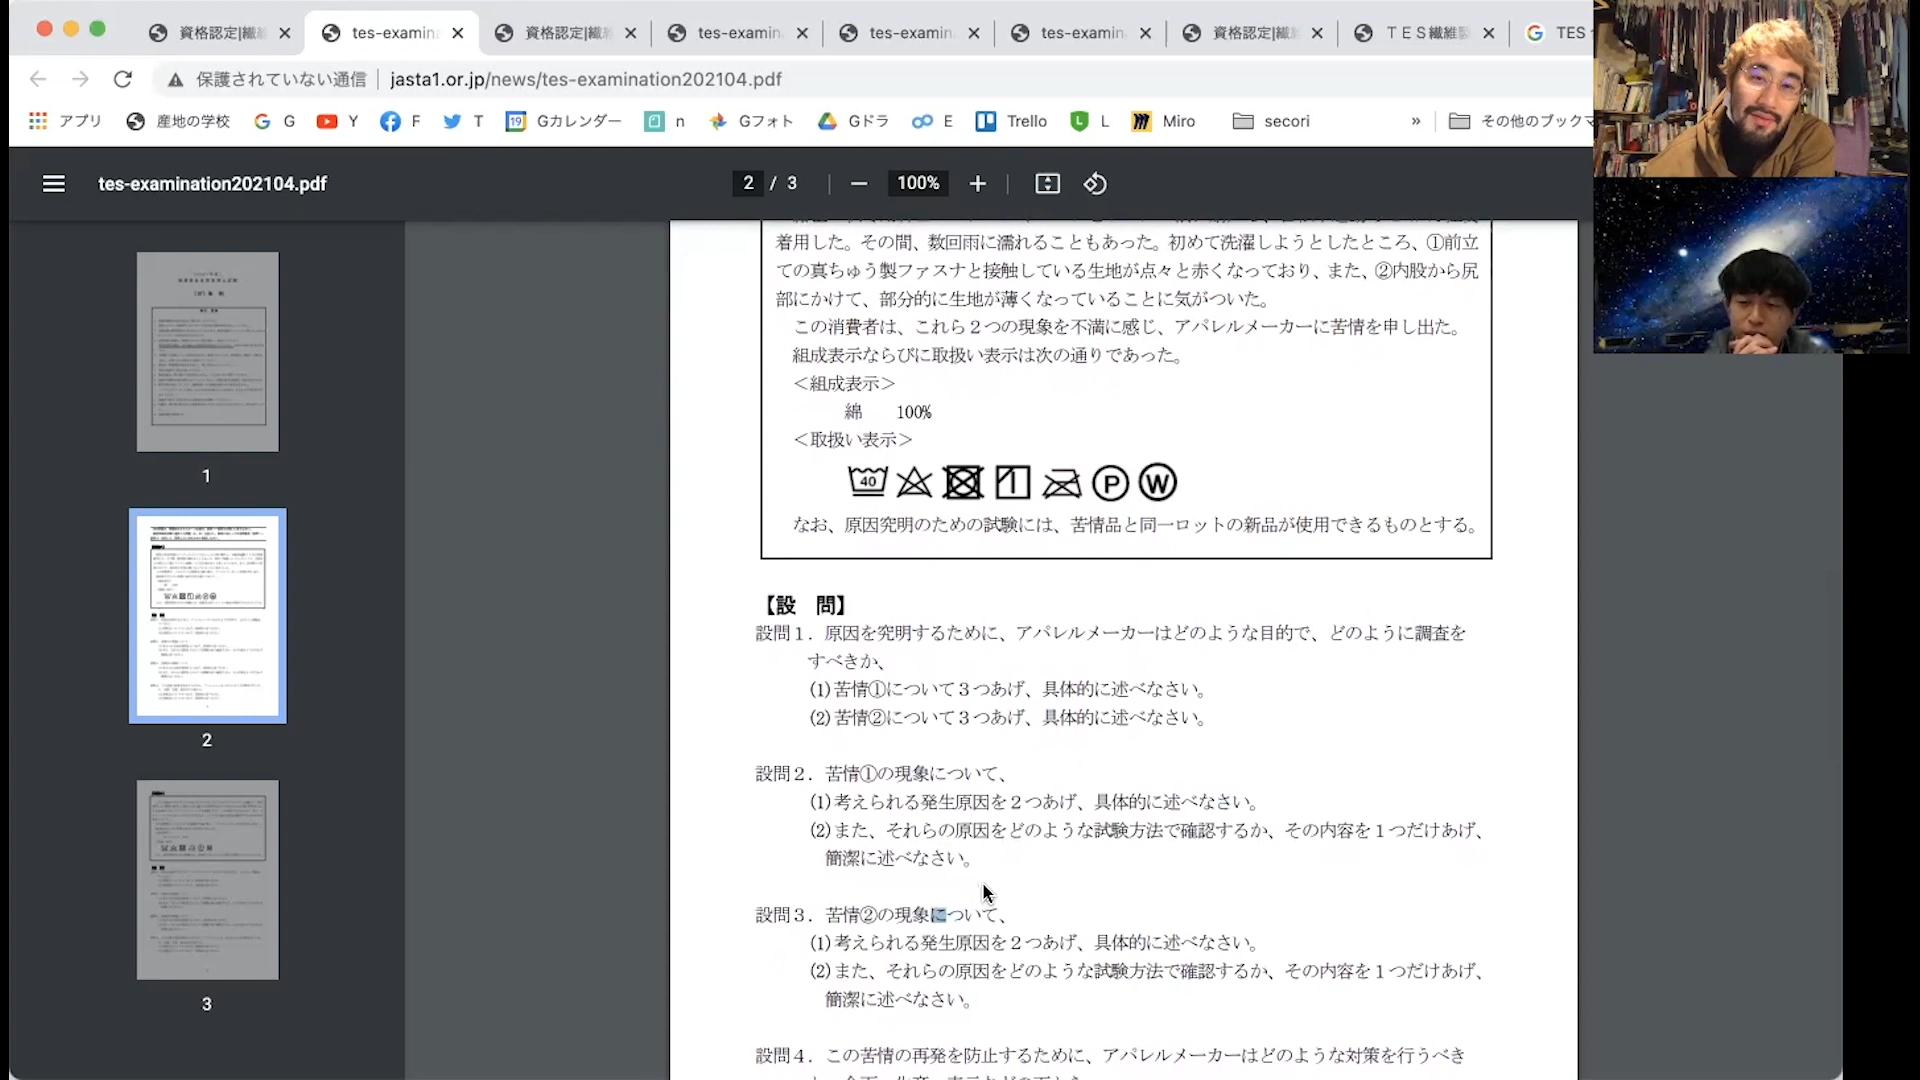 資格認定|繊維
tes-examin
資格認定|繊維
tes-examin
tes-examin
tes-examin
資格認定|繊維
TES繊維製
TES
保護されていない通信 jasta1.or.jp/news/tes-examination202104.pdf
アプリ 産地の学校 G Y F T Gカレンダー n Gフォト Gドラ E Trello L Miro secori » その他のブックマ
tes-examination202104.pdf
2 / 3 100%
着用した。その間、数回雨に濡れることもあった。初めて洗濯しようとしたところ、①前立
ての真ちゅう製ファスナと接触している生地が点々と赤くなっており、また、②内股から尻
部にかけて、部分的に生地が薄くなっていることに気がついた。
この消費者は、これら2つの現象を不満に感じ、アパレルメーカーに苦情を申し出た。
組成表示ならびに取扱い表示は次の通りであった。
＜組成表示＞
綿 100%
＜取扱い表示＞
40 P W
なお、原因究明のための試験には、苦情品と同一ロットの新品が使用できるものとする。
【設 問】
設問1．原因を究明するために、アパレルメーカーはどのような目的で、どのように調査を
すべきか、
(1)苦情①について3つあげ、具体的に述べなさい。
(2)苦情②について3つあげ、具体的に述べなさい。
設問2．苦情①の現象について、
(1)考えられる発生原因を2つあげ、具体的に述べなさい。
(2)また、それらの原因をどのような試験方法で確認するか、その内容を1つだけあげ、
簡潔に述べなさい。
設問3．苦情②の現象について、
(1)考えられる発生原因を2つあげ、具体的に述べなさい。
(2)また、それらの原因をどのような試験方法で確認するか、その内容を1つだけあげ、
簡潔に述べなさい。
設問4．この苦情の再発を防止するために、アパレルメーカーはどのような対策を行うべき
1
2
3